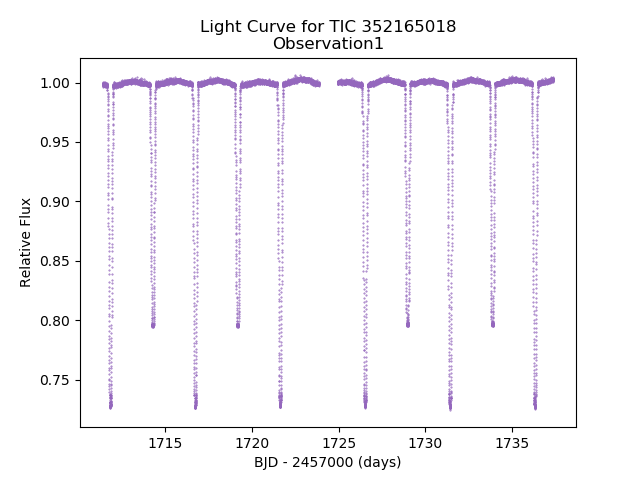 Light Curve for TIC 352165018
Observation1
1.00
0.95
0.90
0.85
0.80
0.75
Relative Flux
1715
1720
1725
1730
1735
BJD - 2457000 (days)